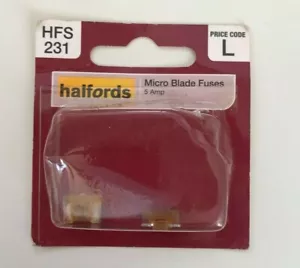 HFS
231
PRICE CODE
L
halfords
Micro Blade Fuses
5 Amp